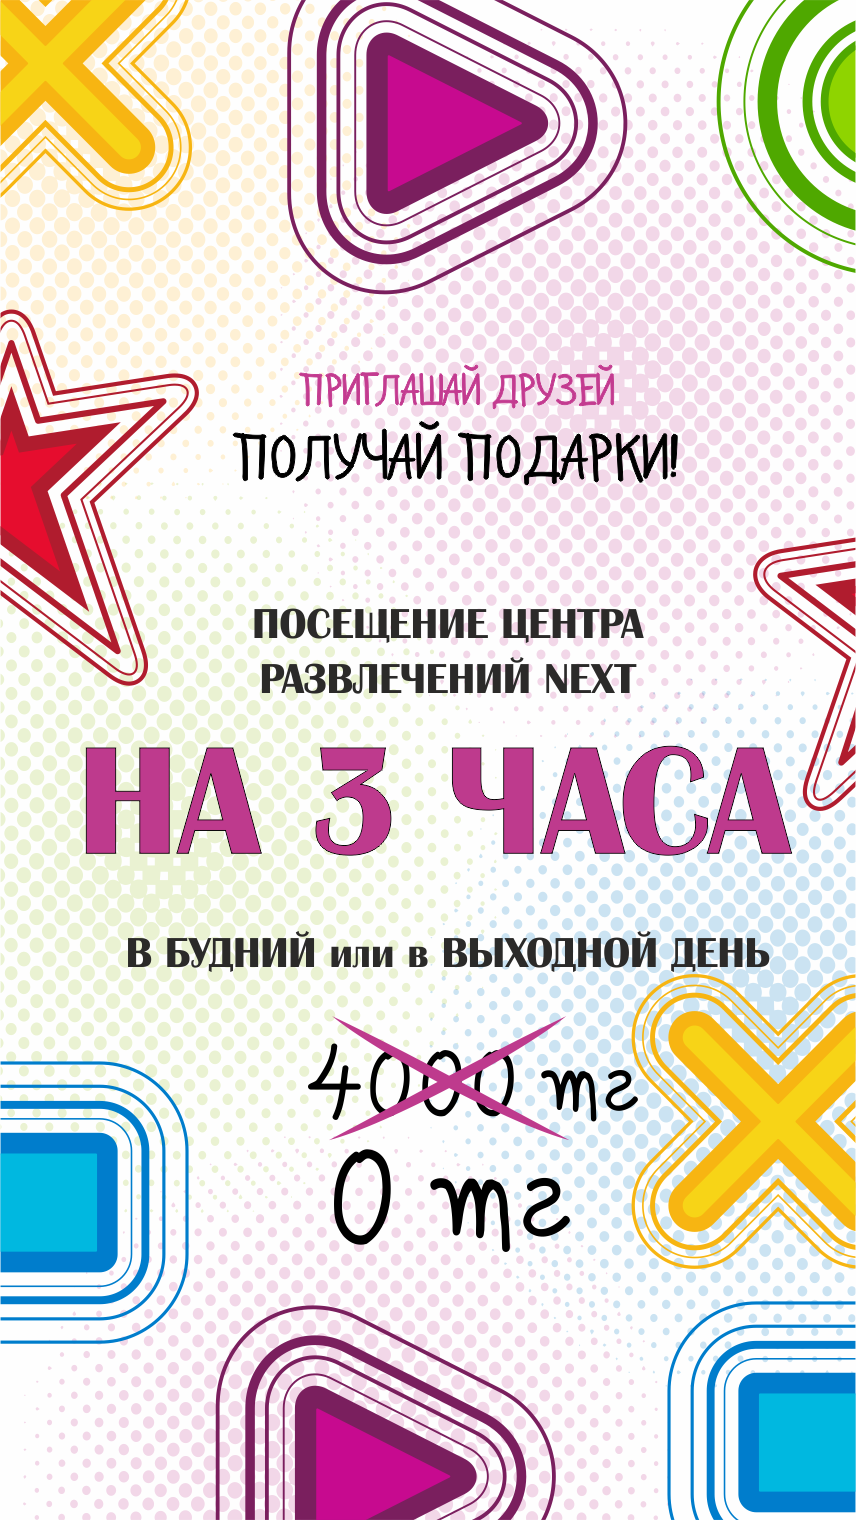 ПРИГЛАШАЙ ДРУЗЕЙ
ПОЛУЧАЙ ПОДАРКИ!
ПОСЕЩЕНИЕ ЦЕНТРА
РАЗВЛЕЧЕНИЙ NEXT
НА 3 ЧАСА
В БУДНИЙ или в ВЫХОДНОЙ ДЕНЬ
4000 тг
0 тг